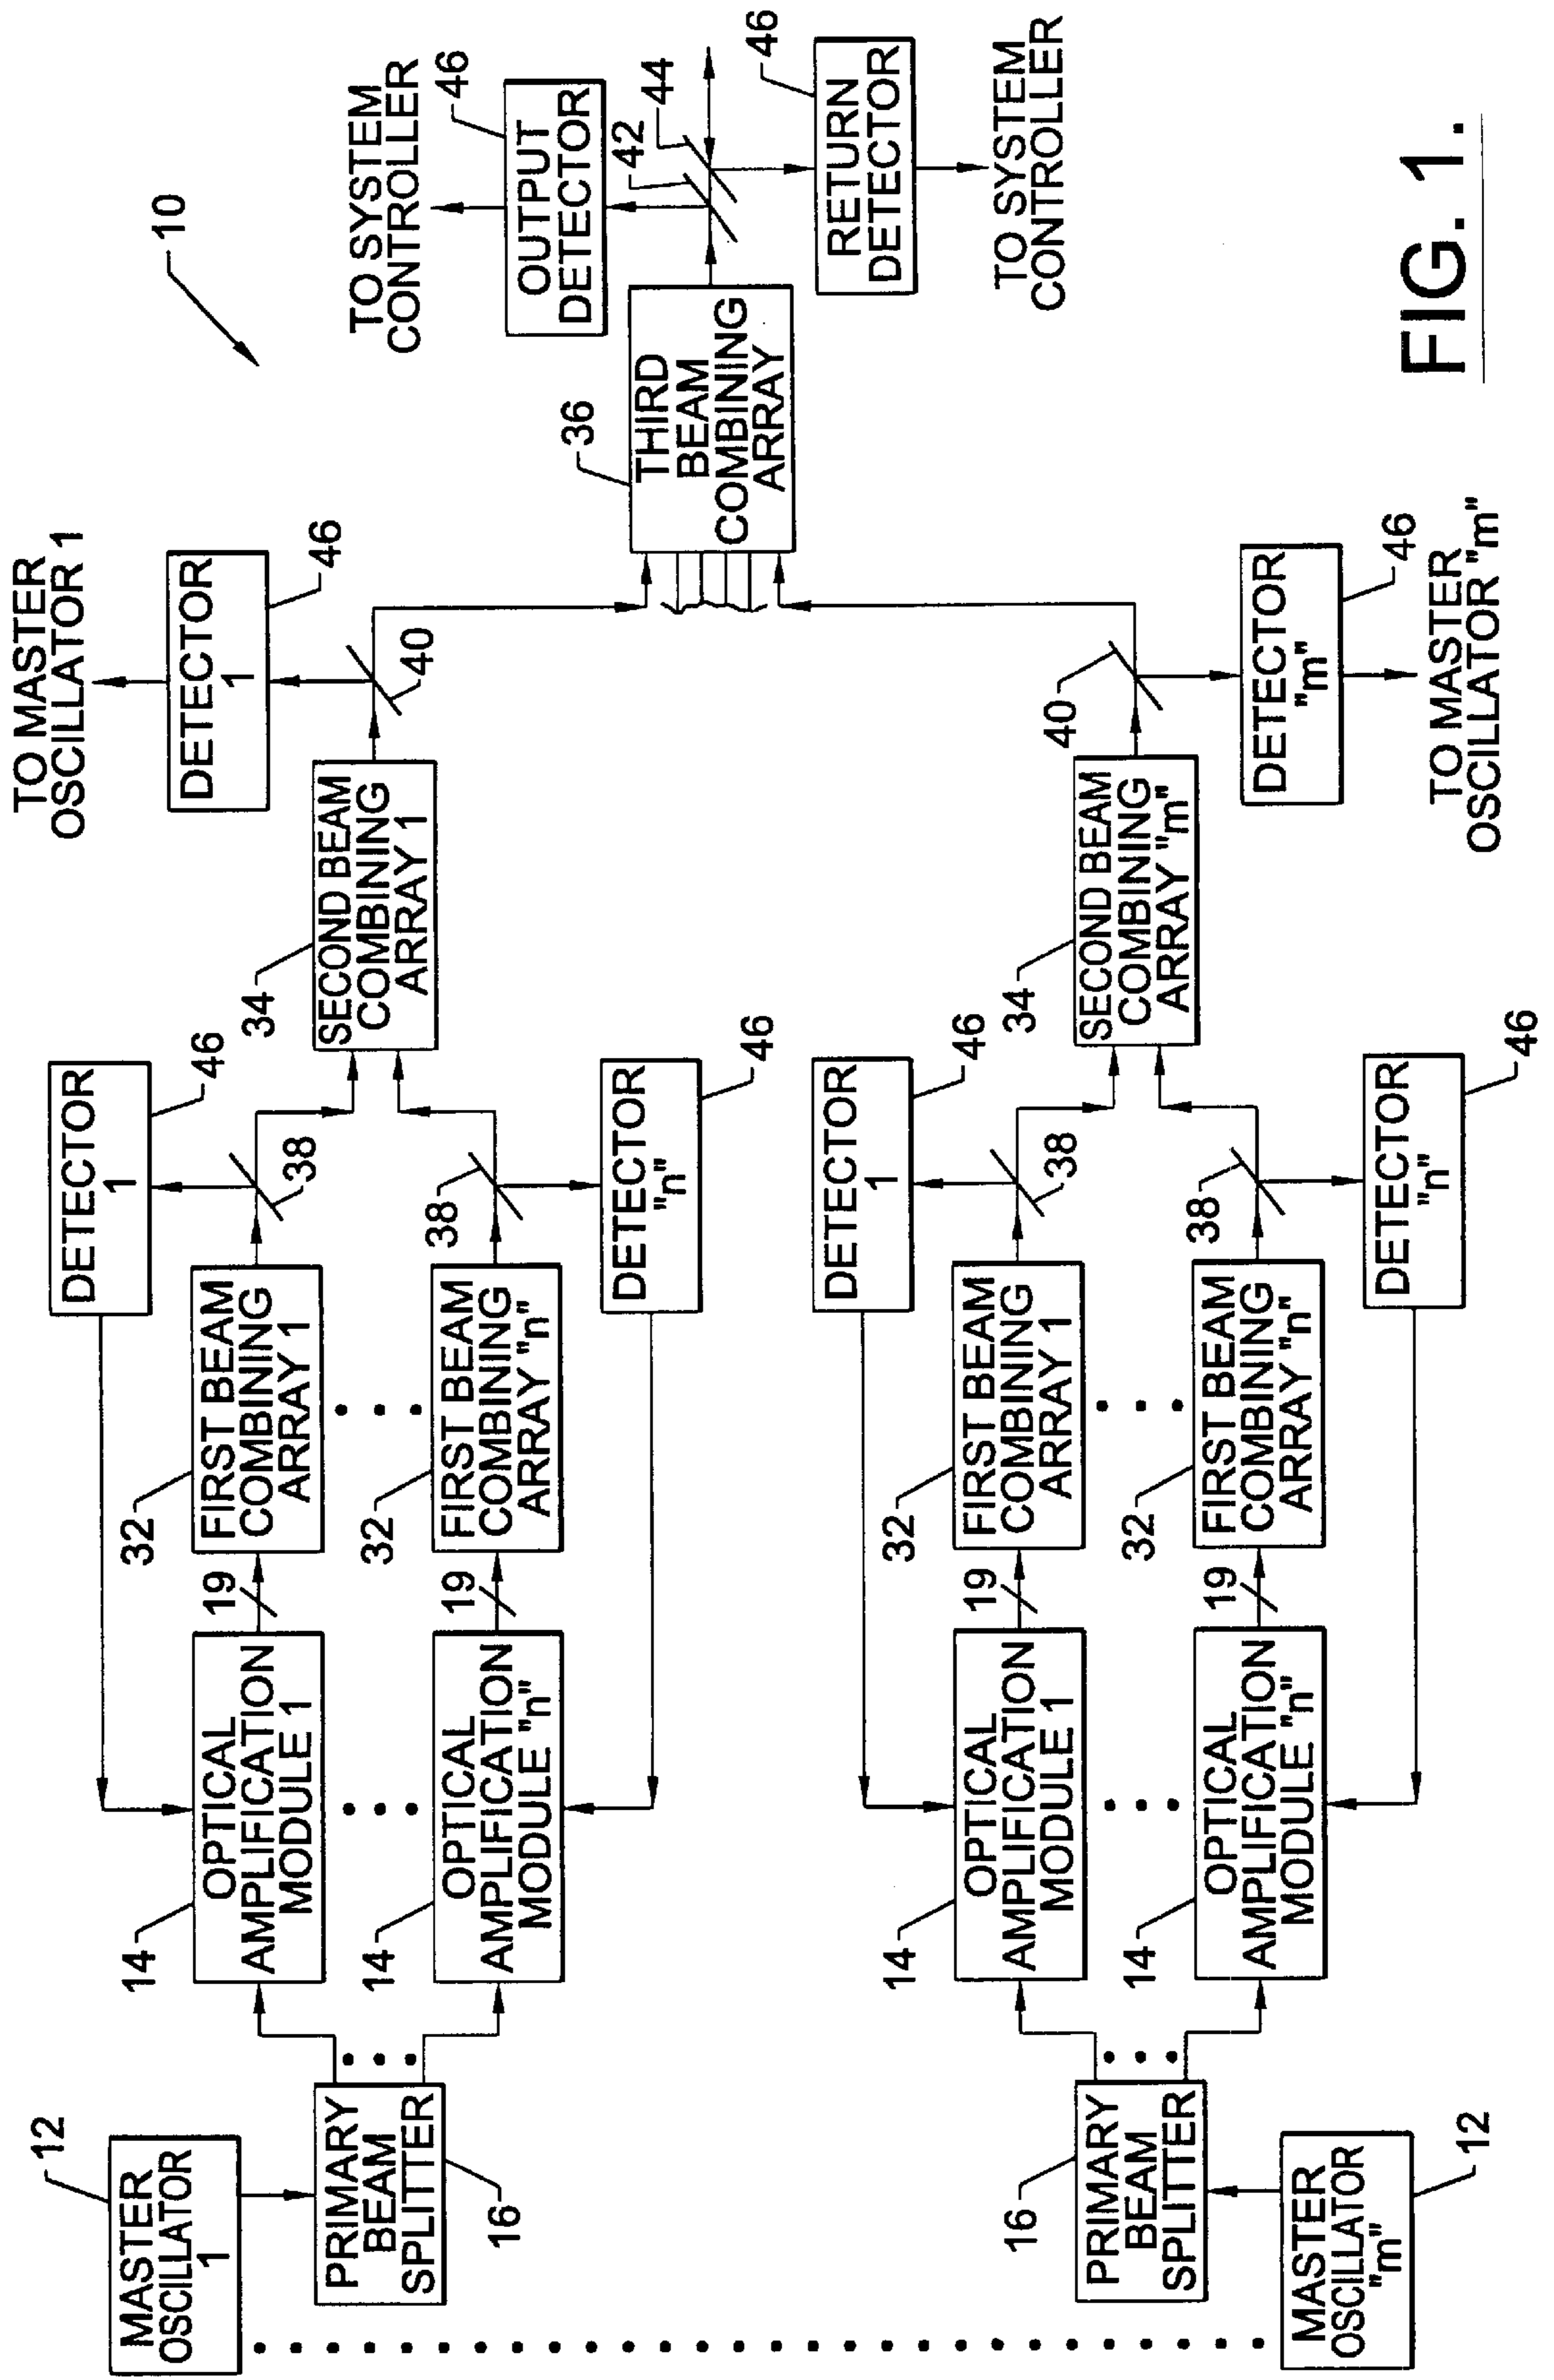 10
MASTER
OSCILLATOR
1
12
PRIMARY
BEAM
SPLITTER
16
14
OPTICAL
AMPLIFICATION
MODULE 1
14
OPTICAL
AMPLIFICATION
MODULE "n"
19
19
32
FIRST BEAM
COMBINING
ARRAY 1
32
FIRST BEAM
COMBINING
ARRAY "n"
DETECTOR
1
46
38
38
DETECTOR
"n"
46
34
SECOND BEAM
COMBINING
ARRAY 1
40
DETECTOR
1
46
TO MASTER
OSCILLATOR 1
36
THIRD
BEAM
COMBINING
ARRAY
TO SYSTEM
CONTROLLER
OUTPUT
DETECTOR
46
42
44
RETURN
DETECTOR
46
TO SYSTEM
CONTROLLER
MASTER
OSCILLATOR
"m"
12
PRIMARY
BEAM
SPLITTER
16
14
OPTICAL
AMPLIFICATION
MODULE 1
14
OPTICAL
AMPLIFICATION
MODULE "n"
19
19
32
FIRST BEAM
COMBINING
ARRAY 1
32
FIRST BEAM
COMBINING
ARRAY "n"
DETECTOR
1
46
38
38
DETECTOR
"n"
46
34
SECOND BEAM
COMBINING
ARRAY "m"
40
DETECTOR
"m"
46
TO MASTER
OSCILLATOR "m"
FIG. 1.